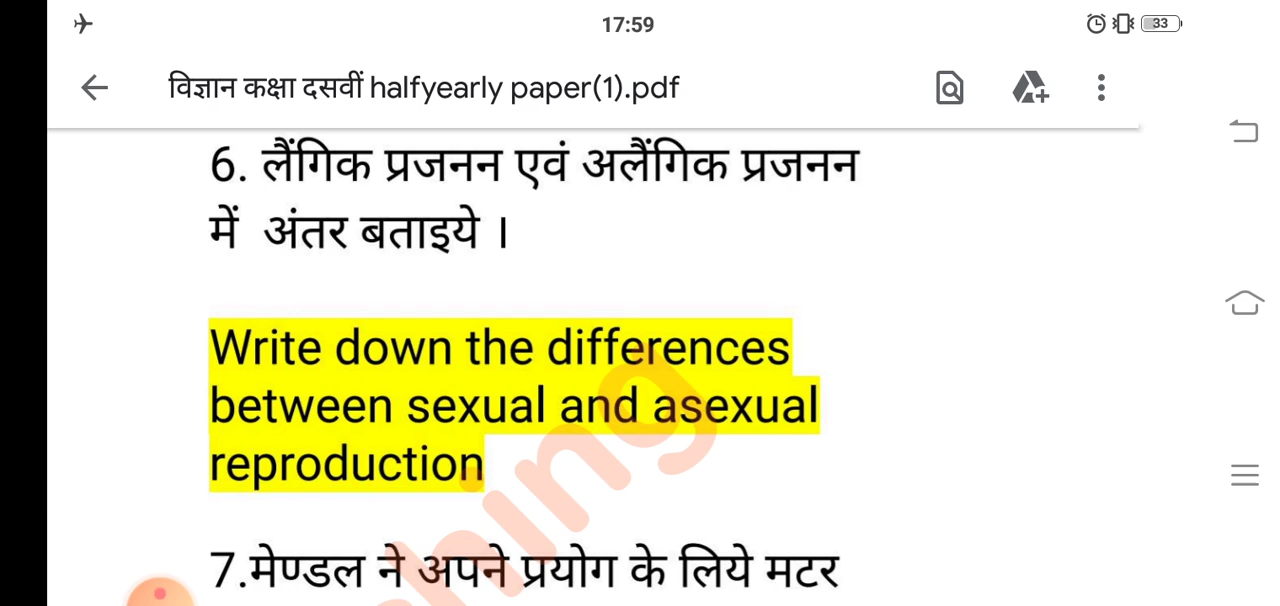 17:59
33
विज्ञान कक्षा दसवीं halfyearly paper(1).pdf
6. लैंगिक प्रजनन एवं अलैंगिक प्रजनन
में अंतर बताइये ।
Write down the differences
between sexual and asexual
reproduction
hing
7.मेण्डल ने अपने प्रयोग के लिये मटर